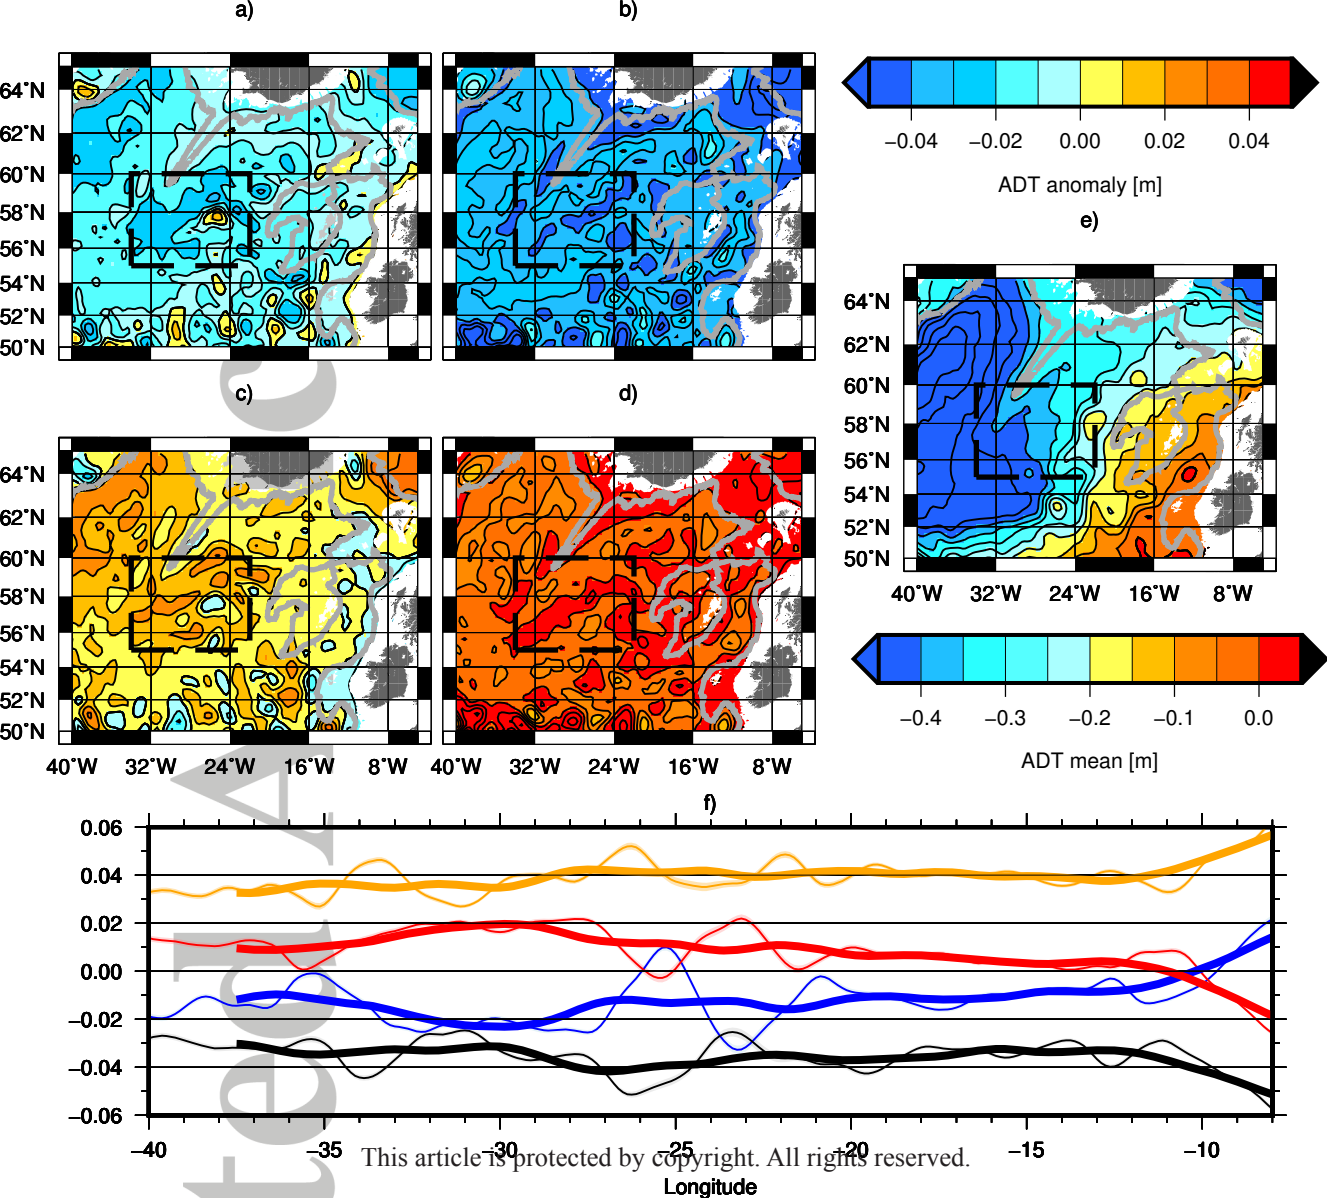 a)
b)
64°N
62°N
60°N
58°N
56°N
54°N
52°N
50°N
−0.04 −0.02 0.00 0.02 0.04
ADT anomaly [m]
e)
64°N
62°N
60°N
58°N
56°N
54°N
52°N
50°N
40°W 32°W 24°W 16°W 8°W
c)
d)
64°N
62°N
60°N
58°N
56°N
54°N
52°N
50°N
40°W 32°W 24°W 16°W 8°W
40°W 32°W 24°W 16°W 8°W
−0.4 −0.3 −0.2 −0.1 0.0
ADT mean [m]
f)
0.06
0.04
0.02
0.00
−0.02
−0.04
−0.06
−40 −35 −30 −25 −20 −15 −10
This article is protected by copyright. All rights reserved.
Longitude
ted A c